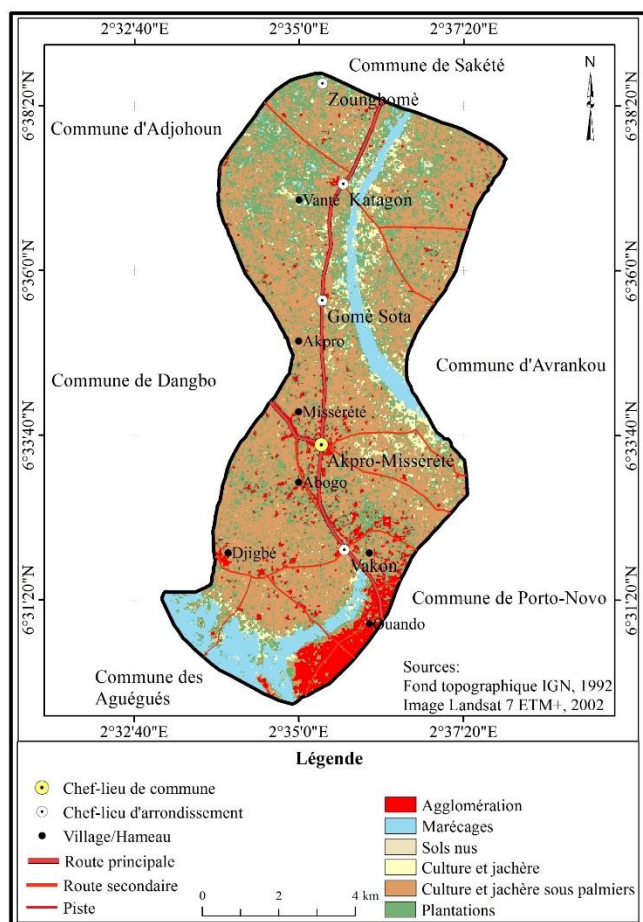 2°32'40"E 2°35'0"E 2°37'20"E
Commune de Sakété
N
Zoungbomè
6°38'20"N 6°38'20"N
Commune d'Adjohoun
Vanté Katagon
6°36'0"N 6°36'0"N
Gomè Sota
Akpro
Commune d'Avrankou
Commune de Dangbo
Missérété
6°33'40"N 6°33'40"N
Akpro-Missérété
Abogo
Djigbé
Vakon
6°31'20"N 6°31'20"N
Commune de Porto-Novo
Ouando
Commune des
Aguégués
Sources:
Fond topographique IGN, 1992
Image Landsat 7 ETM+, 2002
2°32'40"E 2°35'0"E 2°37'20"E
Légende
Chef-lieu de commune
Chef-lieu d'arrondissement
Village/Hameau
Route principale
Route secondaire
Piste
0 2 4 km
Agglomération
Marécages
Sols nus
Culture et jachère
Culture et jachère sous palmiers
Plantations